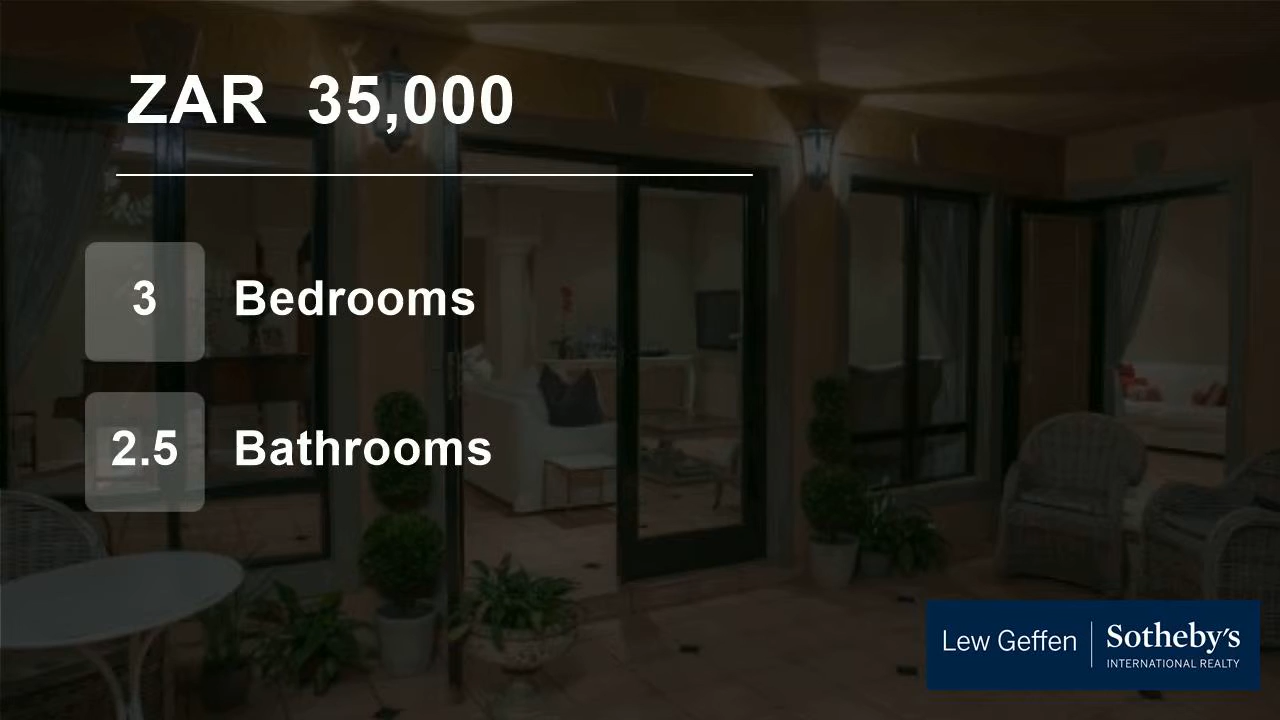 ZAR 35,000
3 Bedrooms
2.5 Bathrooms
Lew Geffen | Sotheby's
INTERNATIONAL REALTY